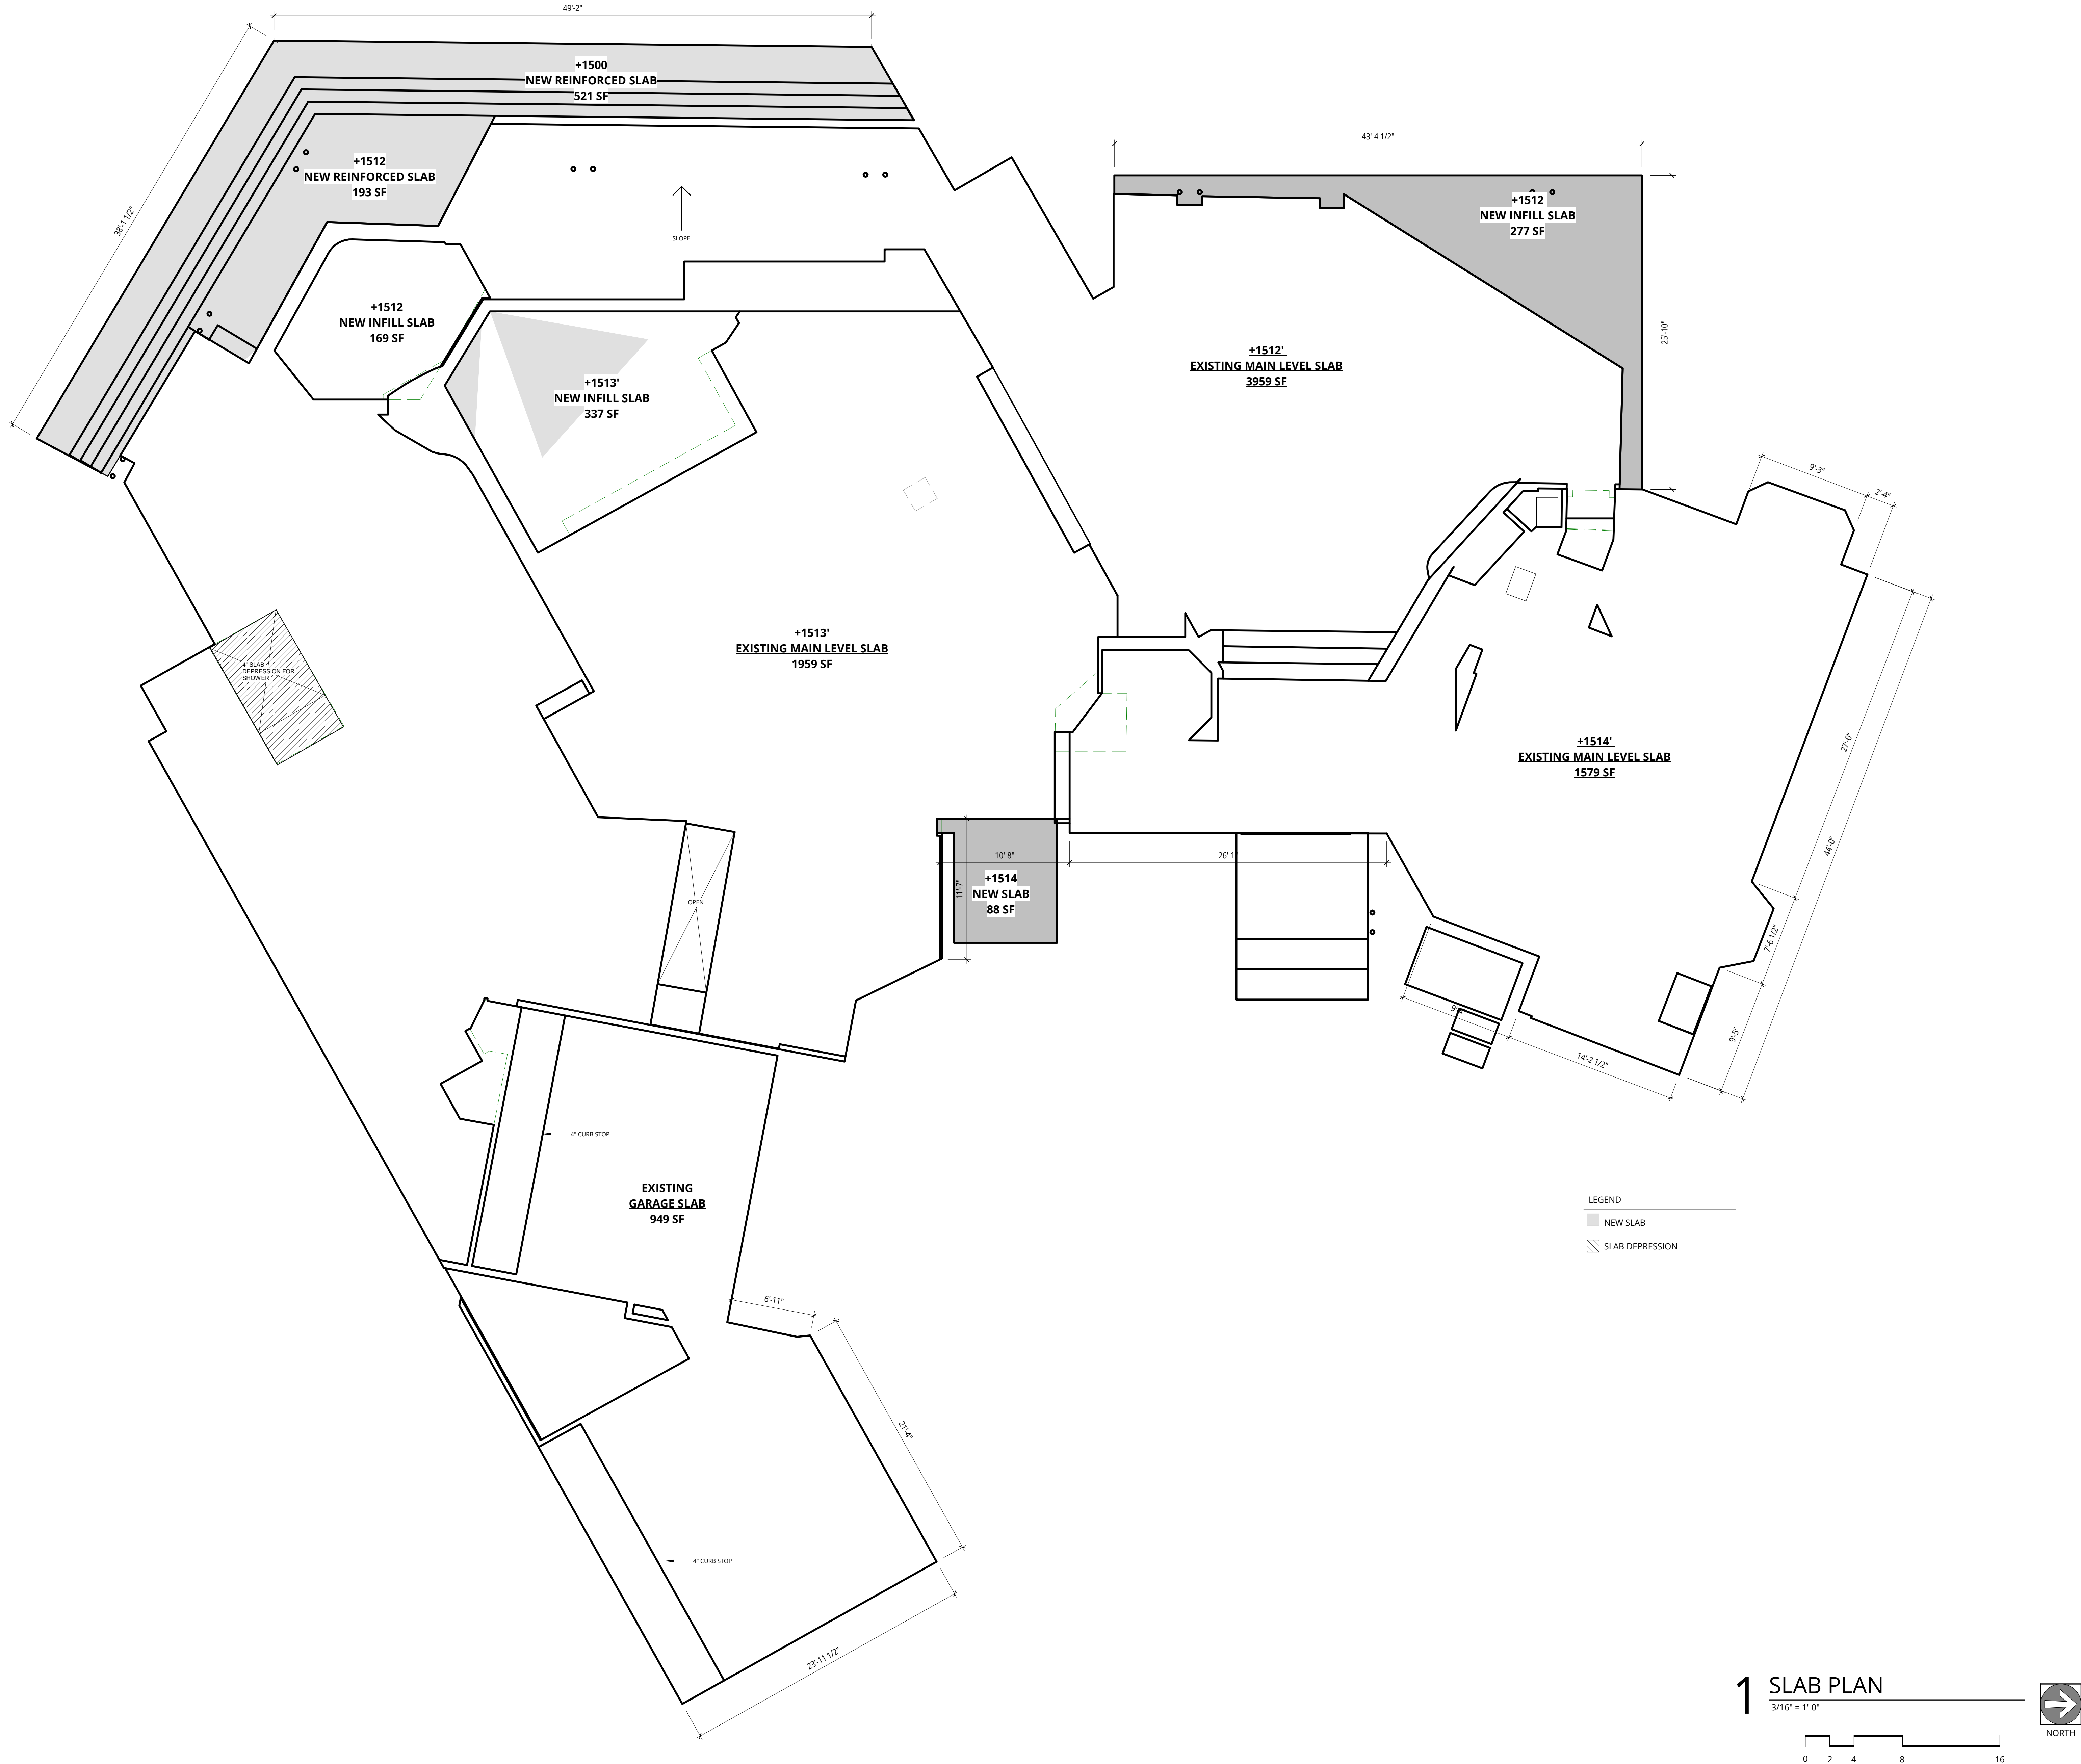 49'-2"
+1500
NEW REINFORCED SLAB
521 SF
38'-1 1/2"
+1512
NEW REINFORCED SLAB
193 SF
SLOPE
43'-4 1/2"
+1512
NEW INFILL SLAB
277 SF
25'-10"
+1512
NEW INFILL SLAB
169 SF
+1513'
NEW INFILL SLAB
337 SF
+1512'
EXISTING MAIN LEVEL SLAB
3959 SF
9'-3"
2'-4"
4" SLAB
DEPRESSION FOR
SHOWER
+1513'
EXISTING MAIN LEVEL SLAB
1959 SF
+1514'
EXISTING MAIN LEVEL SLAB
1579 SF
27'-0"
44'-0"
10'-8"
26'-1
11'-7"
+1514
NEW SLAB
88 SF
OPEN
7'-6 1/2"
9'-5"
14'-2 1/2"
4" CURB STOP
EXISTING
GARAGE SLAB
949 SF
6'-11"
21'-4"
4" CURB STOP
23'-11 1/2"
LEGEND
NEW SLAB
SLAB DEPRESSION
1 SLAB PLAN
3/16" = 1'-0"
NORTH
0 2 4 8 16